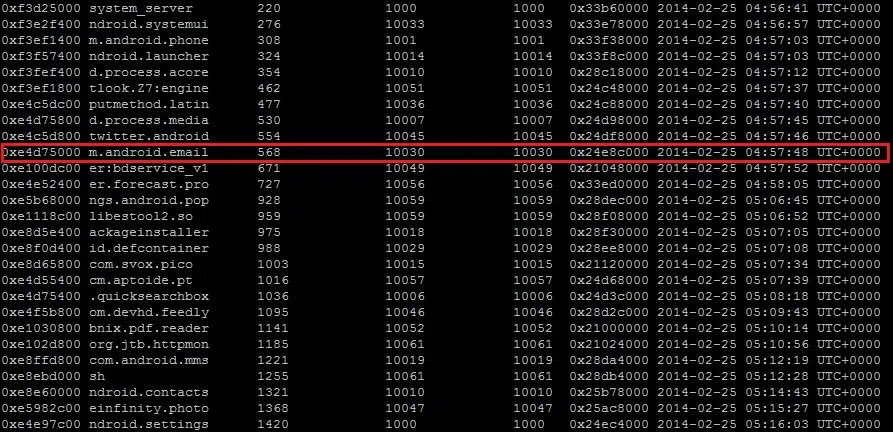 0xf3d25000 system_server 220 1000 1000 0x33b60000 2014-02-25 04:56:41 UTC+0000
0xf3e2f400 ndroid.systemui 276 10033 10033 0x33e78000 2014-02-25 04:56:57 UTC+0000
0xf3ef1400 m.android.phone 308 1001 1001 0x33f38000 2014-02-25 04:57:03 UTC+0000
0xf3f57400 ndroid.launcher 324 10014 10014 0x33f8c000 2014-02-25 04:57:03 UTC+0000
0xf3fef400 d.process.acore 354 10010 10010 0x28c18000 2014-02-25 04:57:12 UTC+0000
0xf3ef1800 tlook.Z7:engine 462 10051 10051 0x24c48000 2014-02-25 04:57:37 UTC+0000
0xe4c5dc00 putmethod.latin 477 10036 10036 0x24c88000 2014-02-25 04:57:40 UTC+0000
0xe4d75800 d.process.media 530 10007 10007 0x24d98000 2014-02-25 04:57:45 UTC+0000
0xe4c5d800 twitter.android 554 10045 10045 0x24df8000 2014-02-25 04:57:46 UTC+0000
0xe4d75000 m.android.email 568 10030 10030 0x24e8c000 2014-02-25 04:57:48 UTC+0000
0xe100dc00 er:bdservice_v1 671 10049 10049 0x21048000 2014-02-25 04:57:52 UTC+0000
0xe4e52400 er.forecast.pro 727 10056 10056 0x33ed0000 2014-02-25 04:58:05 UTC+0000
0xe5b68000 ngs.android.pop 928 10059 10059 0x28dec000 2014-02-25 05:06:45 UTC+0000
0xe1118c00 libestool2.so 959 10059 10059 0x28f08000 2014-02-25 05:06:52 UTC+0000
0xe8d5e400 ackageinstaller 975 10018 10018 0x28f30000 2014-02-25 05:07:05 UTC+0000
0xe8f0d400 id.defcontainer 988 10029 10029 0x28ee8000 2014-02-25 05:07:08 UTC+0000
0xe8d65800 com.svox.pico 1003 10015 10015 0x21120000 2014-02-25 05:07:34 UTC+0000
0xe4d55400 cm.aptoide.pt 1016 10057 10057 0x24d68000 2014-02-25 05:07:39 UTC+0000
0xe4d75400 .quicksearchbox 1036 10006 10006 0x24d3c000 2014-02-25 05:08:18 UTC+0000
0xe4f5b800 om.devhd.feedly 1095 10046 10046 0x28d2c000 2014-02-25 05:09:43 UTC+0000
0xe1030800 bnix.pdf.reader 1141 10052 10052 0x21000000 2014-02-25 05:10:14 UTC+0000
0xe102d800 org.jtb.httpmon 1185 10061 10061 0x21024000 2014-02-25 05:10:56 UTC+0000
0xe8ffd800 com.android.mms 1221 10019 10019 0x28da4000 2014-02-25 05:12:19 UTC+0000
0xe8ebd000 sh 1255 10061 10061 0x28db4000 2014-02-25 05:12:28 UTC+0000
0xe8e60000 ndroid.contacts 1321 10010 10010 0x25b78000 2014-02-25 05:14:43 UTC+0000
0xe5982c00 einfinity.photo 1368 10047 10047 0x25ac8000 2014-02-25 05:15:27 UTC+0000
0xe4e97c00 ndroid.settings 1420 1000 1000 0x24ec4000 2014-02-25 05:16:03 UTC+0000